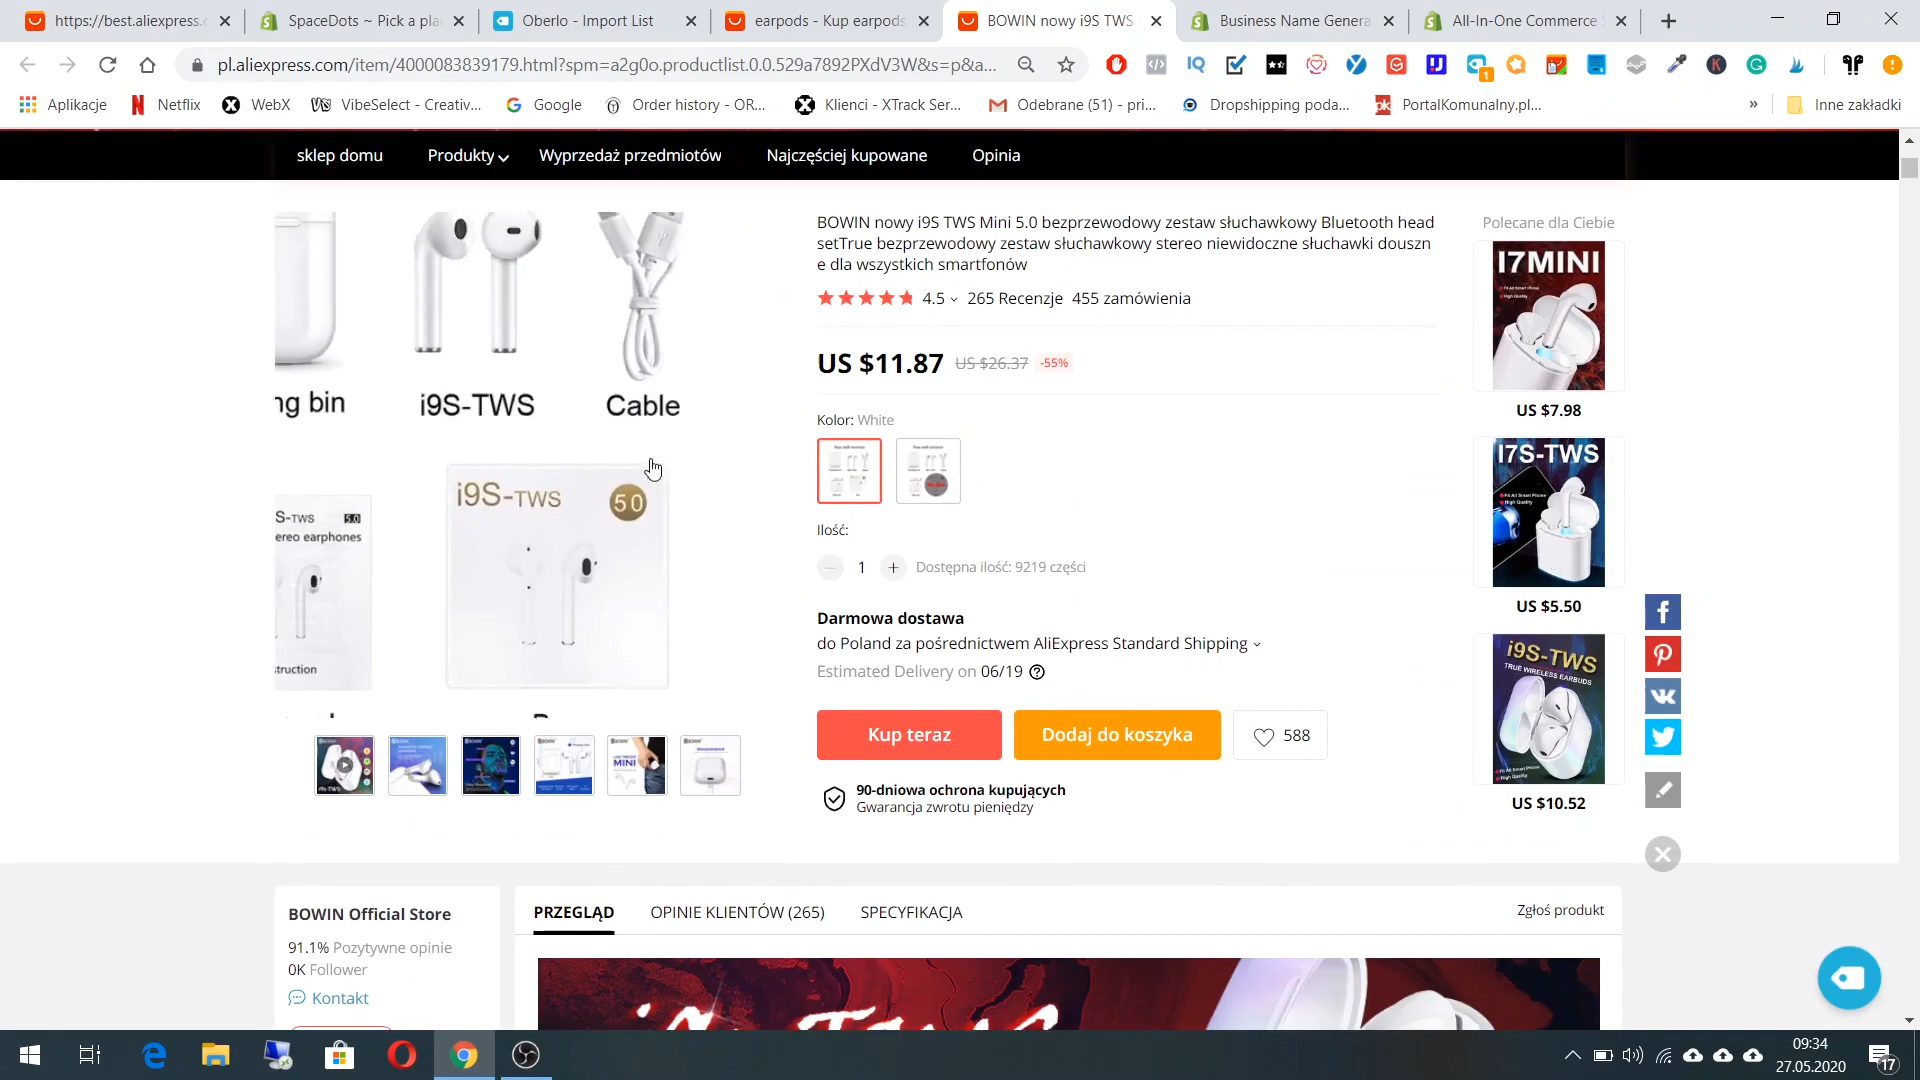 https://best.aliexpress.c
SpaceDots ~ Pick a pla
Oberlo - Import List
earpods - Kup earpods
BOWIN nowy i9S TWS
Business Name Genera
All-In-One Commerce
pl.aliexpress.com/item/4000083839179.html?spm=a2g0o.productlist.0.0.529a7892PXdV3W&s=p&a...
IQ
1
Aplikacje
Netflix
WebX
VibeSelect - Creativ...
Google
Order history - OR...
Klienci - XTrack Ser...
Odebrane (51) - pri...
Dropshipping poda...
PortalKomunalny.pl...
»
Inne zakładki
sklep domu
Produkty
Wyprzedaż przedmiotów
Najczęściej kupowane
Opinia
ng bin
i9S-TWS
Cable
S-TWS 5.0
ereo earphones
struction
i9S-TWS
50
BOWIN nowy i9S TWS Mini 5.0 bezprzewodowy zestaw słuchawkowy Bluetooth head
setTrue bezprzewodowy zestaw słuchawkowy stereo niewidoczne słuchawki douszn
e dla wszystkich smartfonów
4.5
265 Recenzje
455 zamówienia
US $11.87
US $26.37
-55%
Kolor: White
Ilość:
1
Dostępna ilość: 9219 części
Darmowa dostawa
do Poland za pośrednictwem AliExpress Standard Shipping
Estimated Delivery on 06/19
Kup teraz
Dodaj do koszyka
588
90-dniowa ochrona kupujących
Gwarancja zwrotu pieniędzy
MINI
Polecane dla Ciebie
I7MINI
US $7.98
I7S-TWS
US $5.50
i9S-TWS
TRUE WIRELESS EARBUDS
US $10.52
BOWIN Official Store
91.1% Pozytywne opinie
0K Follower
Kontakt
PRZEGLĄD
OPINIE KLIENTÓW (265)
SPECYFIKACJA
Zgłoś produkt
09:34
27.05.2020
17